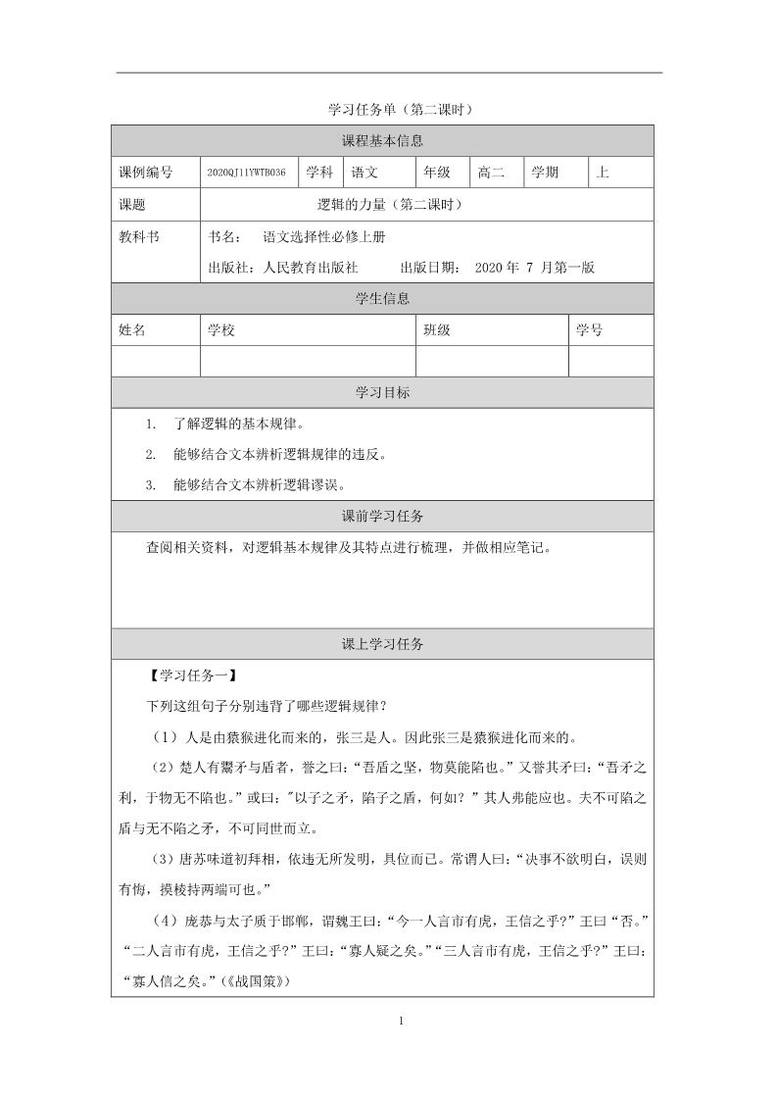 学习任务单（第二课时）
课程基本信息
课例编号 2020QJ11YWTB036 学科 语文 年级 高二 学期 上
课题 逻辑的力量（第二课时）
教科书 书名： 语文选择性必修上册
出版社：人民教育出版社 出版日期： 2020 年 7 月第一版
学生信息
姓名 学校 班级 学号
学习目标
1. 了解逻辑的基本规律。
2. 能够结合文本辨析逻辑规律的违反。
3. 能够结合文本辨析逻辑谬误。
课前学习任务
查阅相关资料，对逻辑基本规律及其特点进行梳理，并做相应笔记。
课上学习任务
【学习任务一】
下列这组句子分别违背了哪些逻辑规律？
（1）人是由猿猴进化而来的，张三是人。因此张三是猿猴进化而来的。
（2）楚人有鬻矛与盾者，誉之曰：“吾盾之坚，物莫能陷也。”又誉其矛曰：“吾矛之
利，于物无不陷也。”或曰："以子之矛，陷子之盾，何如？”其人弗能应也。夫不可陷之
盾与无不陷之矛，不可同世而立。
（3）唐苏味道初拜相，依违无所发明，具位而已。常谓人曰：“决事不欲明白，误则
有悔，摸棱持两端可也。”
（4）庞恭与太子质于邯郸，谓魏王曰：“今一人言市有虎，王信之乎?”王曰“否。”
“二人言市有虎，王信之乎?”王曰：“寡人疑之矣。”“三人言市有虎，王信之乎?”王曰：
“寡人信之矣。”（《战国策》）
1